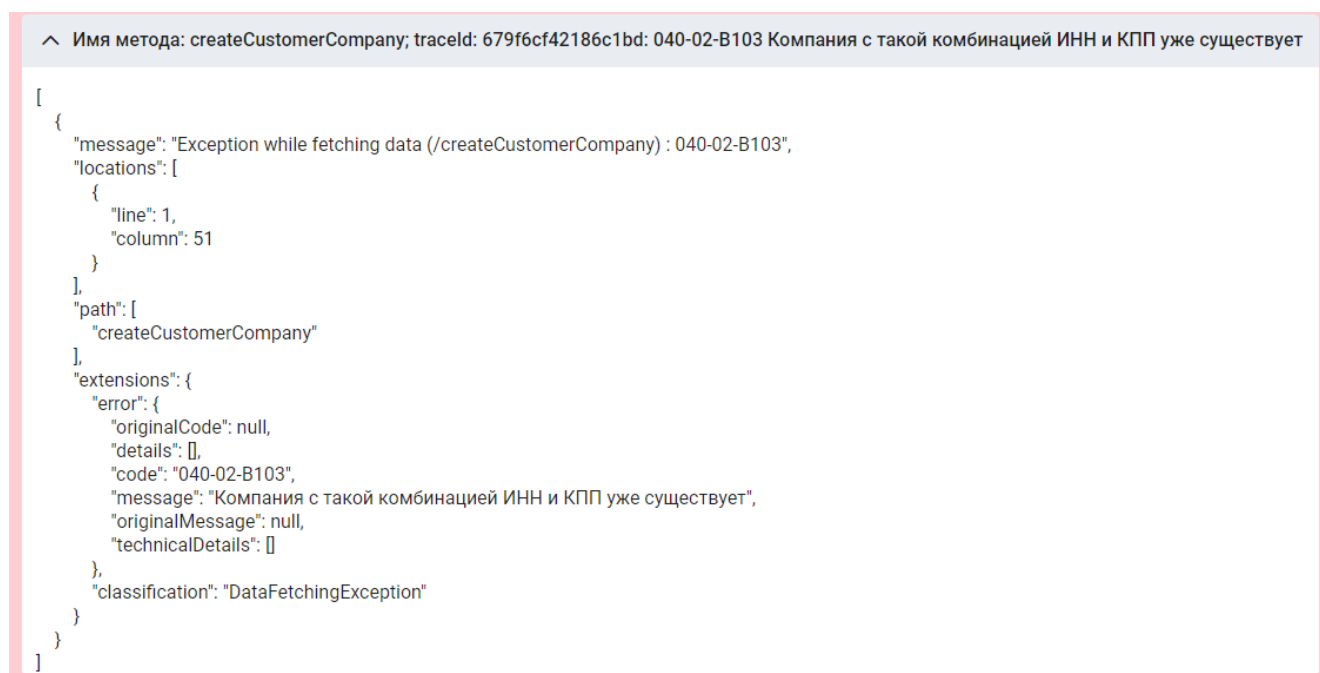 Имя метода: createCustomerCompany; traceId: 679f6cf42186c1bd: 040-02-B103 Компания с такой комбинацией ИНН и КПП уже существует
[
{
"message": "Exception while fetching data (/createCustomerCompany) : 040-02-B103",
"locations": [
{
"line": 1,
"column": 51
}
],
"path": [
"createCustomerCompany"
],
"extensions": {
"error": {
"originalCode": null,
"details": [],
"code": "040-02-B103",
"message": "Компания с такой комбинацией ИНН и КПП уже существует",
"originalMessage": null,
"technicalDetails": []
},
"classification": "DataFetchingException"
}
}
]